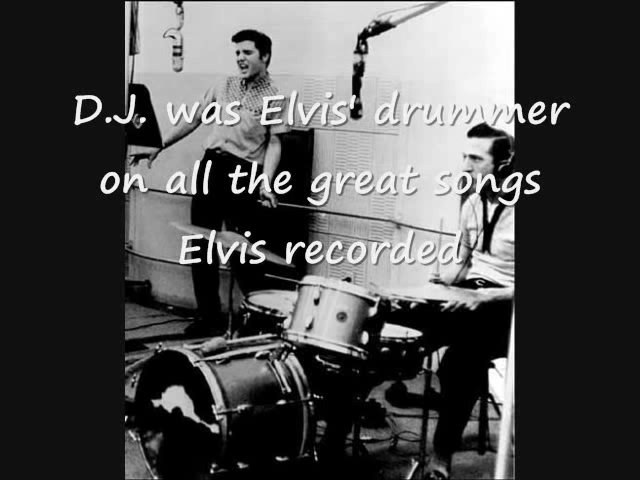 D.J. was Elvis' drummer
on all the great songs
Elvis recorded